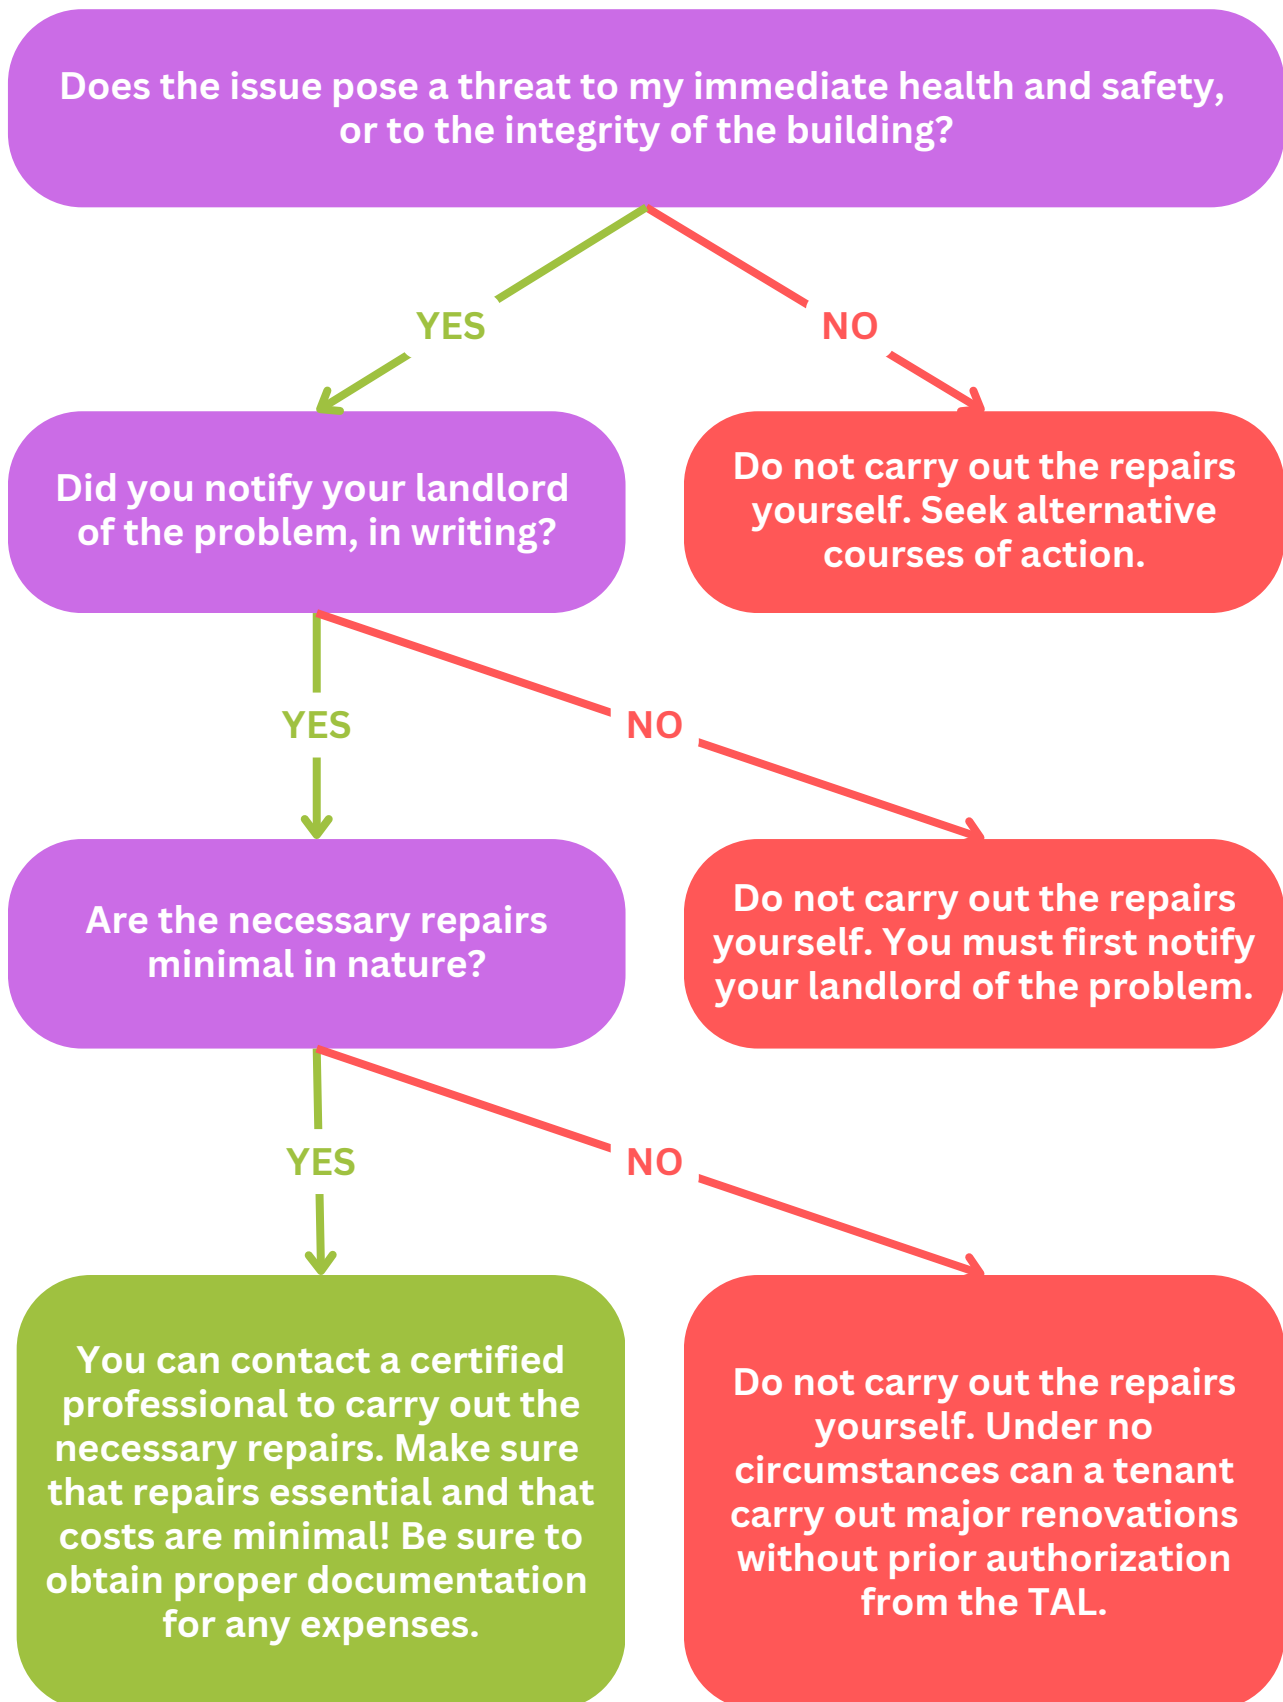 Does the issue pose a threat to my immediate health and safety,
or to the integrity of the building?
YES
NO
Did you notify your landlord
of the problem, in writing?
Do not carry out the repairs
yourself. Seek alternative
courses of action.
YES
NO
Are the necessary repairs
minimal in nature?
Do not carry out the repairs
yourself. You must first notify
your landlord of the problem.
YES
NO
You can contact a certified
professional to carry out the
necessary repairs. Make sure
that repairs essential and that
costs are minimal! Be sure to
obtain proper documentation
for any expenses.
Do not carry out the repairs
yourself. Under no
circumstances can a tenant
carry out major renovations
without prior authorization
from the TAL.